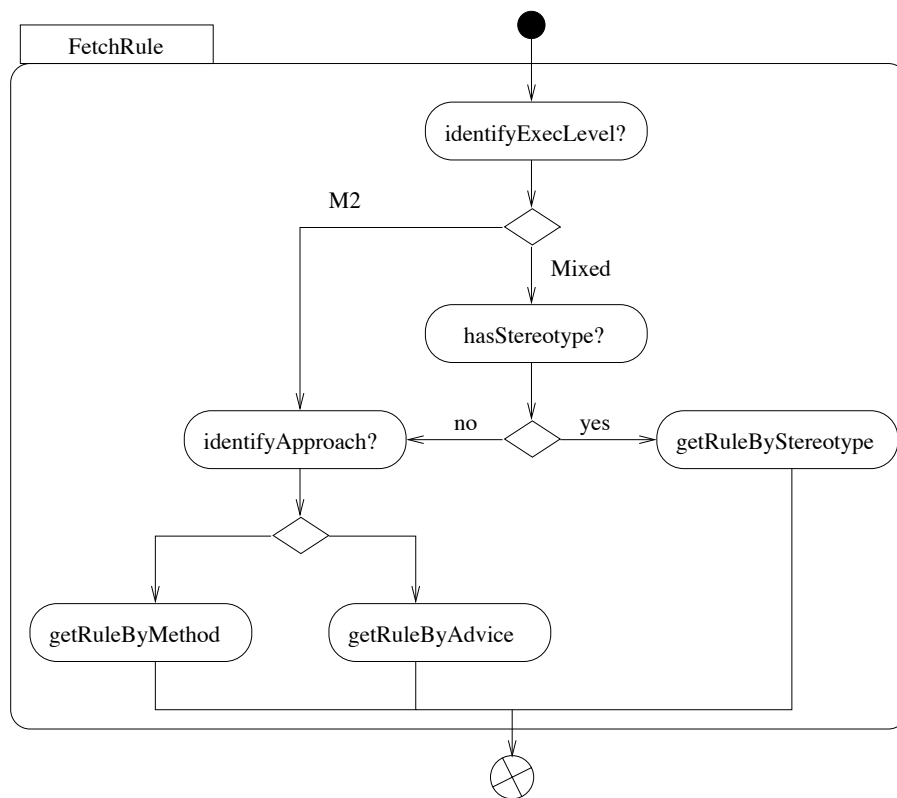 FetchRule
identifyExecLevel?
M2
Mixed
hasStereotype?
identifyApproach?
no
yes
getRuleByStereotype
getRuleByMethod
getRuleByAdvice